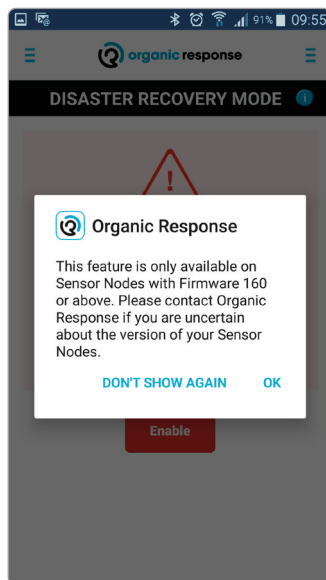 91% 09:55
organic response
DISASTER RECOVERY MODE i
!
Organic Response
This feature is only available on
Sensor Nodes with Firmware 160
or above. Please contact Organic
Response if you are uncertain
about the version of your Sensor
Nodes.
DON'T SHOW AGAIN OK
Enable